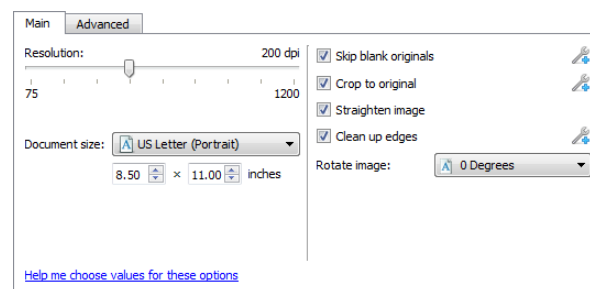 Main
Advanced
Resolution:
200 dpi
75
1200
Document size:
US Letter (Portrait)
8.50 × 11.00 inches
Help me choose values for these options
Skip blank originals
Crop to original
Straighten image
Clean up edges
Rotate image:
0 Degrees